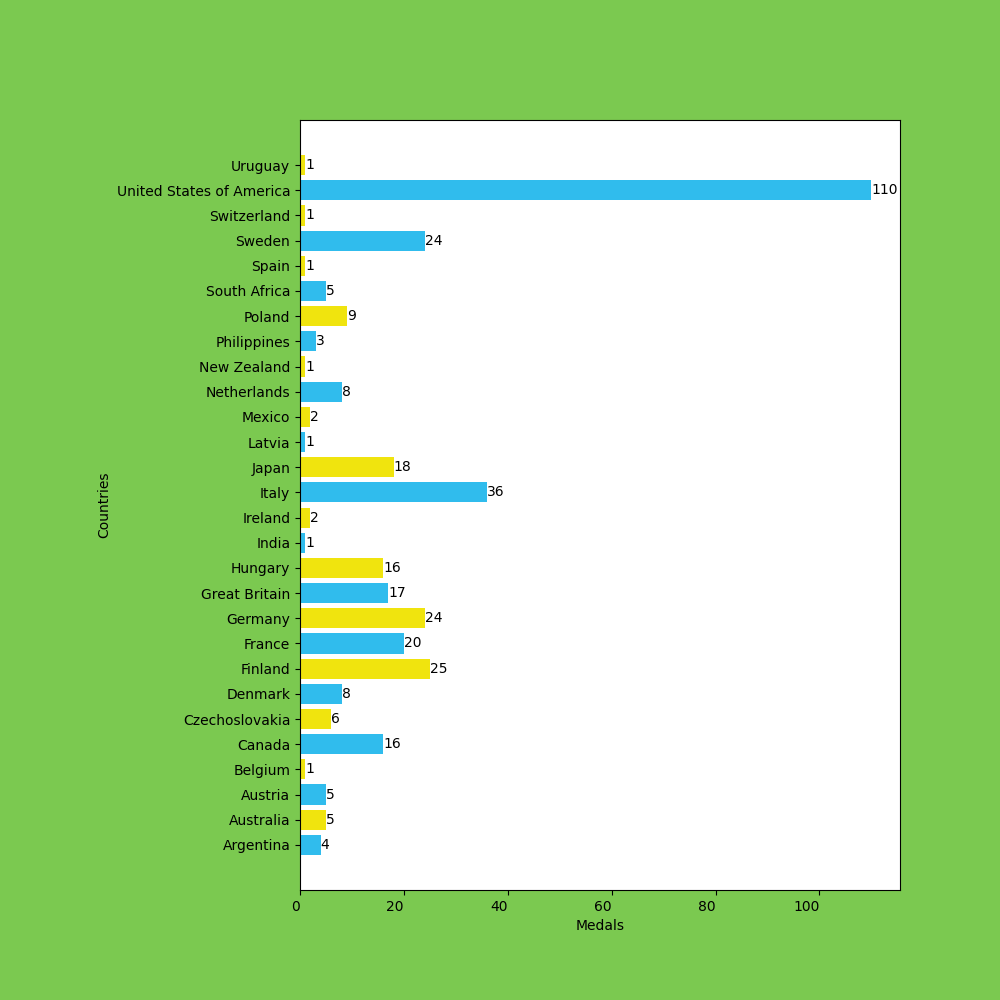 Uruguay 1
United States of America 110
Switzerland 1
Sweden 24
Spain 1
South Africa 5
Poland 9
Philippines 3
New Zealand 1
Netherlands 8
Mexico 2
Latvia 1
Japan 18
Italy 36
Ireland 2
India 1
Hungary 16
Great Britain 17
Germany 24
France 20
Finland 25
Denmark 8
Czechoslovakia 6
Canada 16
Belgium 1
Austria 5
Australia 5
Argentina 4
Countries
0 20 40 60 80 100
Medals